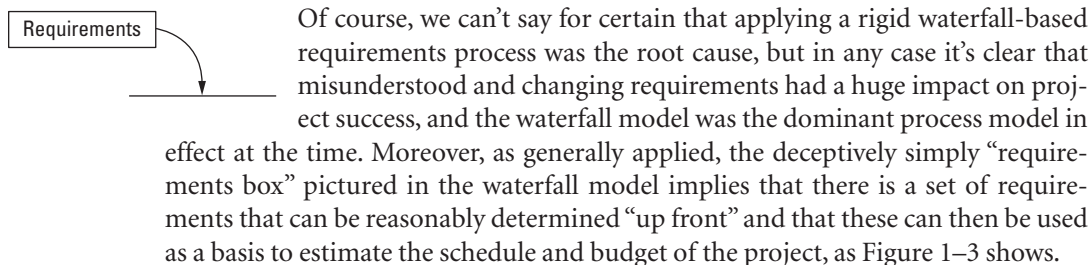 Requirements
Of course, we can’t say for certain that applying a rigid waterfall-based
requirements process was the root cause, but in any case it’s clear that
misunderstood and changing requirements had a huge impact on proj-
ect success, and the waterfall model was the dominant process model in
effect at the time. Moreover, as generally applied, the deceptively simply “require-
ments box” pictured in the waterfall model implies that there is a set of require-
ments that can be reasonably determined “up front” and that these can then be used
as a basis to estimate the schedule and budget of the project, as Figure 1–3 shows.